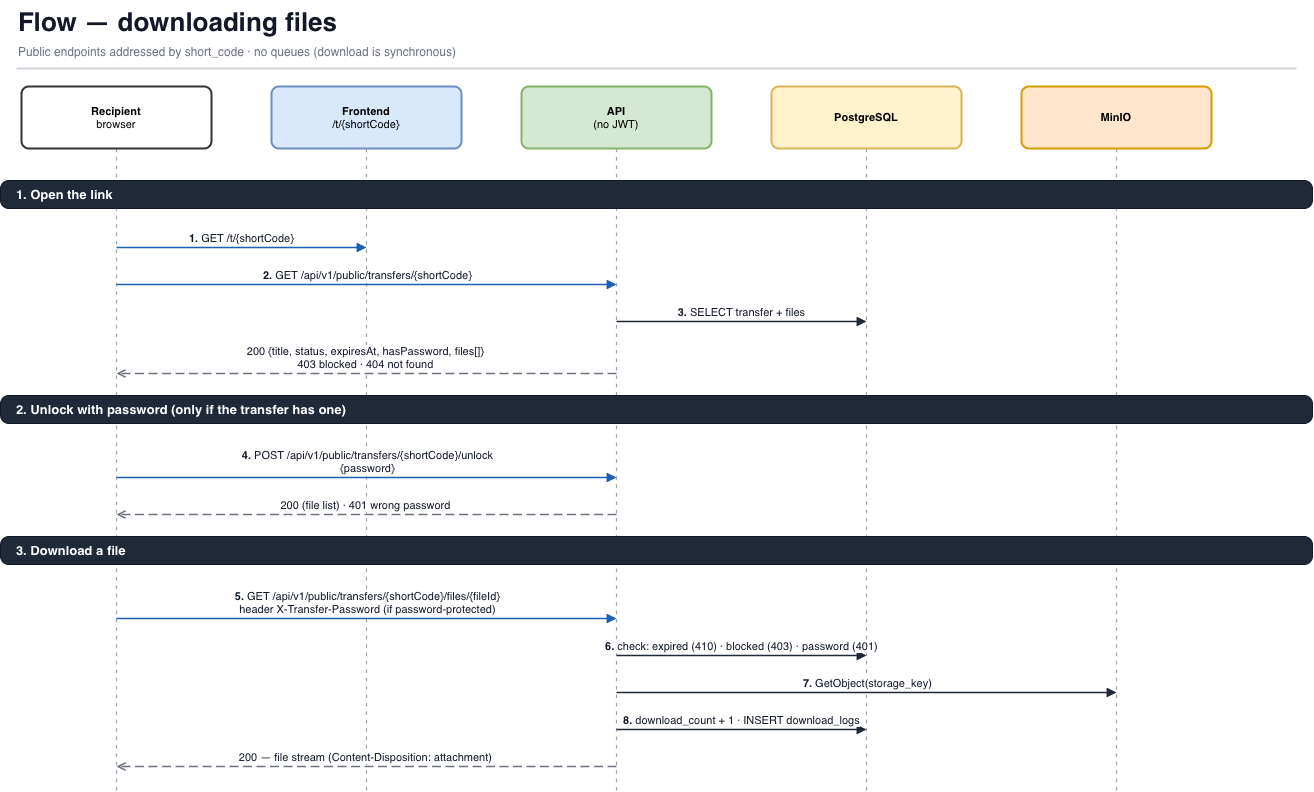 Flow — downloading files
Public endpoints addressed by short_code · no queues (download is synchronous)
Recipient
browser
Frontend
/t/{shortCode}
API
(no JWT)
PostgreSQL
MinIO
1. Open the link
1. GET /t/{shortCode}
2. GET /api/v1/public/transfers/{shortCode}
3. SELECT transfer + files
200 {title, status, expiresAt, hasPassword, files[]}
403 blocked · 404 not found
2. Unlock with password (only if the transfer has one)
4. POST /api/v1/public/transfers/{shortCode}/unlock
{password}
200 (file list) · 401 wrong password
3. Download a file
5. GET /api/v1/public/transfers/{shortCode}/files/{fileId}
header X-Transfer-Password (if password-protected)
6. check: expired (410) · blocked (403) · password (401)
7. GetObject(storage_key)
8. download_count + 1 · INSERT download_logs
200 — file stream (Content-Disposition: attachment)